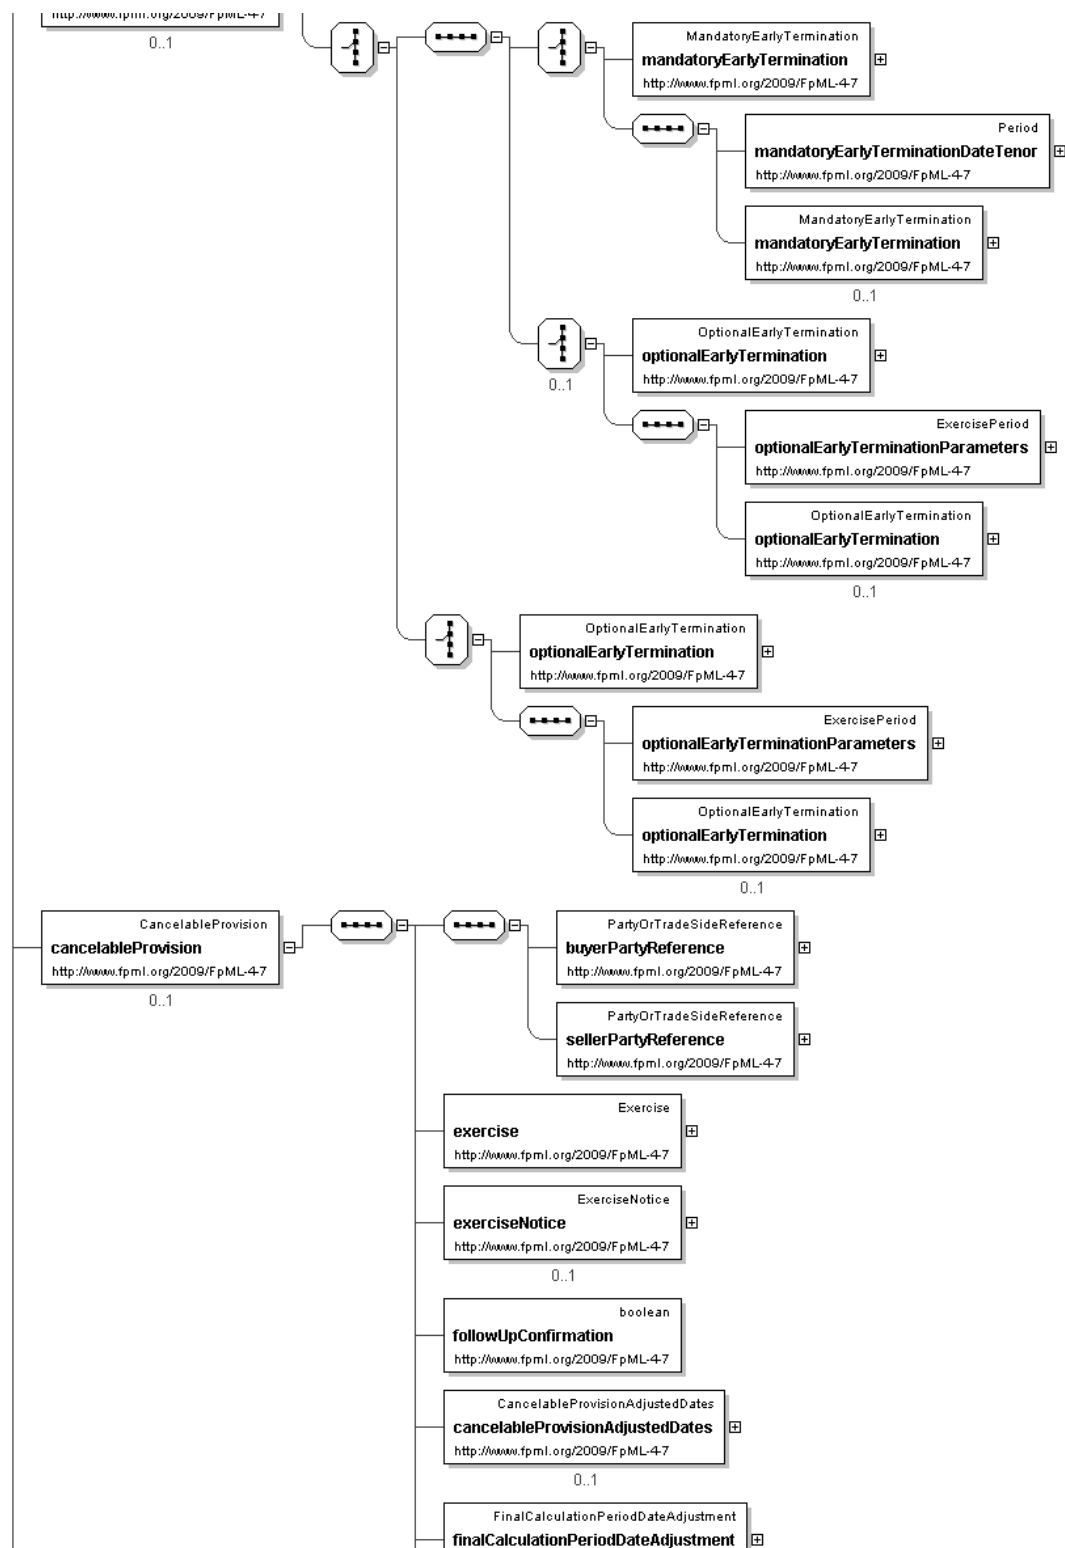 http://www.fpml.org/2009/FpML-4-7
0..1
MandatoryEarlyTermination
mandatoryEarlyTermination
http://www.fpml.org/2009/FpML-4-7
Period
mandatoryEarlyTerminationDateTenor
http://www.fpml.org/2009/FpML-4-7
MandatoryEarlyTermination
mandatoryEarlyTermination
http://www.fpml.org/2009/FpML-4-7
0..1
OptionalEarlyTermination
optionalEarlyTermination
http://www.fpml.org/2009/FpML-4-7
0..1
ExercisePeriod
optionalEarlyTerminationParameters
http://www.fpml.org/2009/FpML-4-7
OptionalEarlyTermination
optionalEarlyTermination
http://www.fpml.org/2009/FpML-4-7
0..1
OptionalEarlyTermination
optionalEarlyTermination
http://www.fpml.org/2009/FpML-4-7
ExercisePeriod
optionalEarlyTerminationParameters
http://www.fpml.org/2009/FpML-4-7
OptionalEarlyTermination
optionalEarlyTermination
http://www.fpml.org/2009/FpML-4-7
0..1
CancelableProvision
cancelableProvision
http://www.fpml.org/2009/FpML-4-7
0..1
PartyOrTradeSideReference
buyerPartyReference
http://www.fpml.org/2009/FpML-4-7
PartyOrTradeSideReference
sellerPartyReference
http://www.fpml.org/2009/FpML-4-7
Exercise
exercise
http://www.fpml.org/2009/FpML-4-7
ExerciseNotice
exerciseNotice
http://www.fpml.org/2009/FpML-4-7
0..1
boolean
followUpConfirmation
http://www.fpml.org/2009/FpML-4-7
CancelableProvisionAdjustedDates
cancelableProvisionAdjustedDates
http://www.fpml.org/2009/FpML-4-7
0..1
FinalCalculationPeriodDateAdjustment
finalCalculationPeriodDateAdjustment